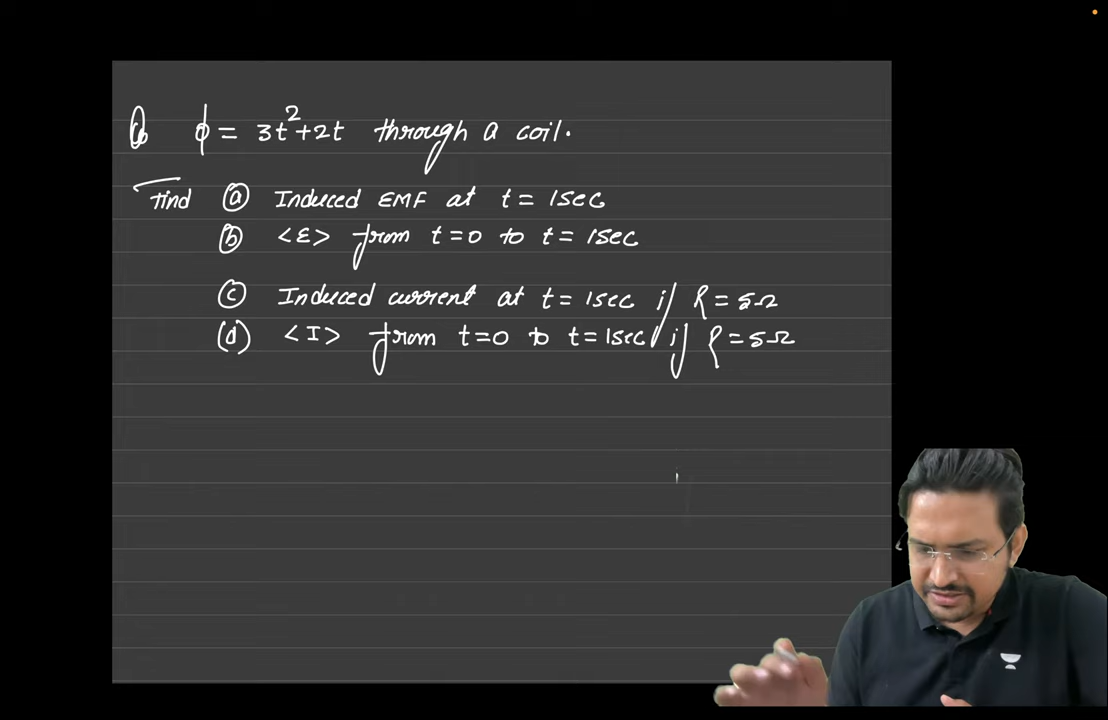 Q ϕ = 3t²+2t through a coil.
Find (a) Induced EMF at t = 1sec
(b) <ε> from t=0 to t= 1sec
(c) Induced current at t = 1sec if R = 5Ω
(d) <I> from t=0 to t= 1sec if R = 5Ω